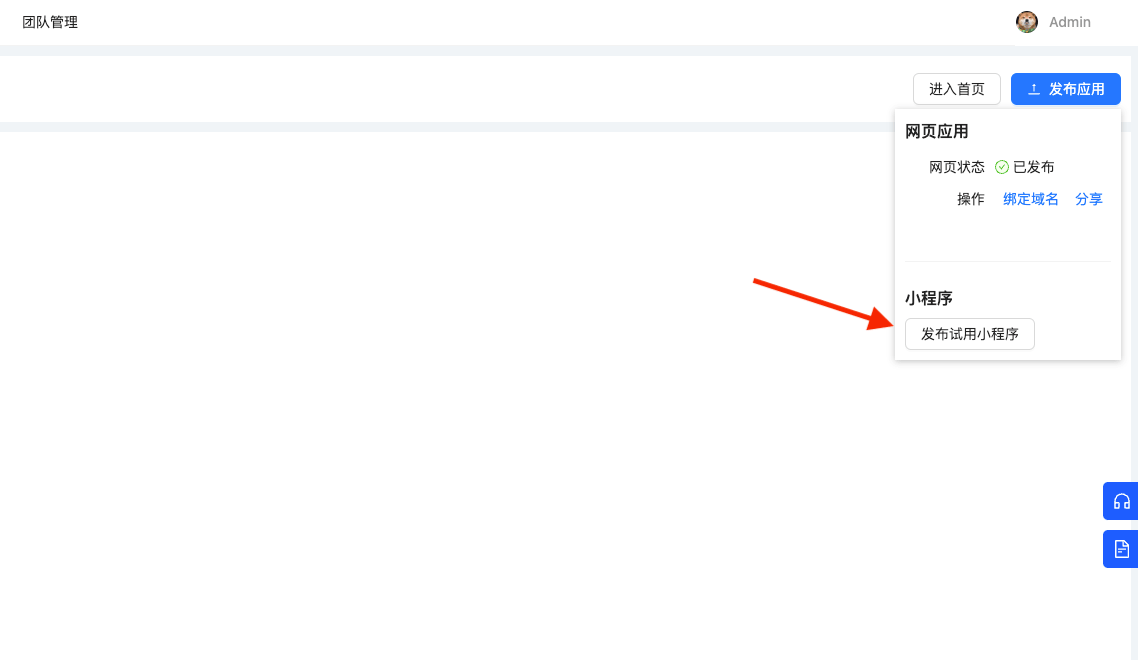 团队管理
Admin
进入首页
发布应用
网页应用
网页状态 已发布
操作 绑定域名 分享
小程序
发布试用小程序